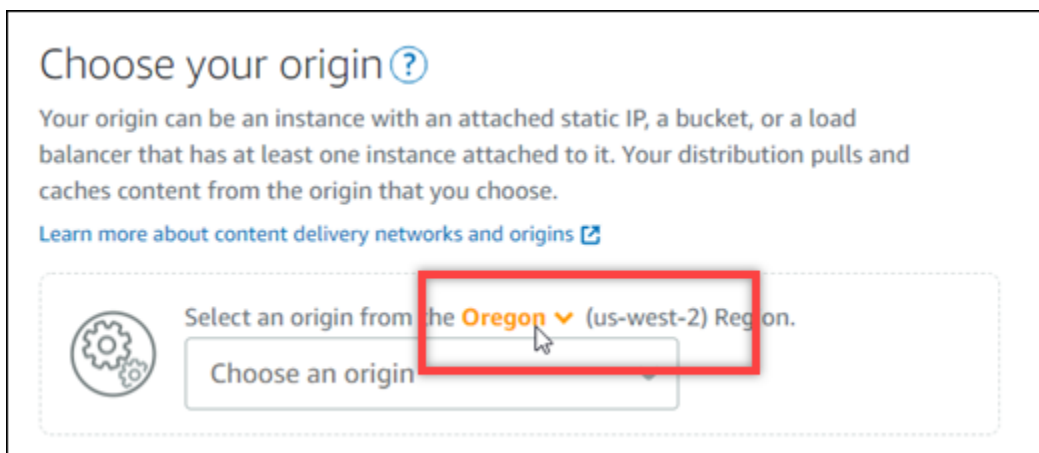 Choose your origin ?
Your origin can be an instance with an attached static IP, a bucket, or a load
balancer that has at least one instance attached to it. Your distribution pulls and
caches content from the origin that you choose.
Learn more about content delivery networks and origins
Select an origin from the Oregon (us-west-2) Region.
Choose an origin